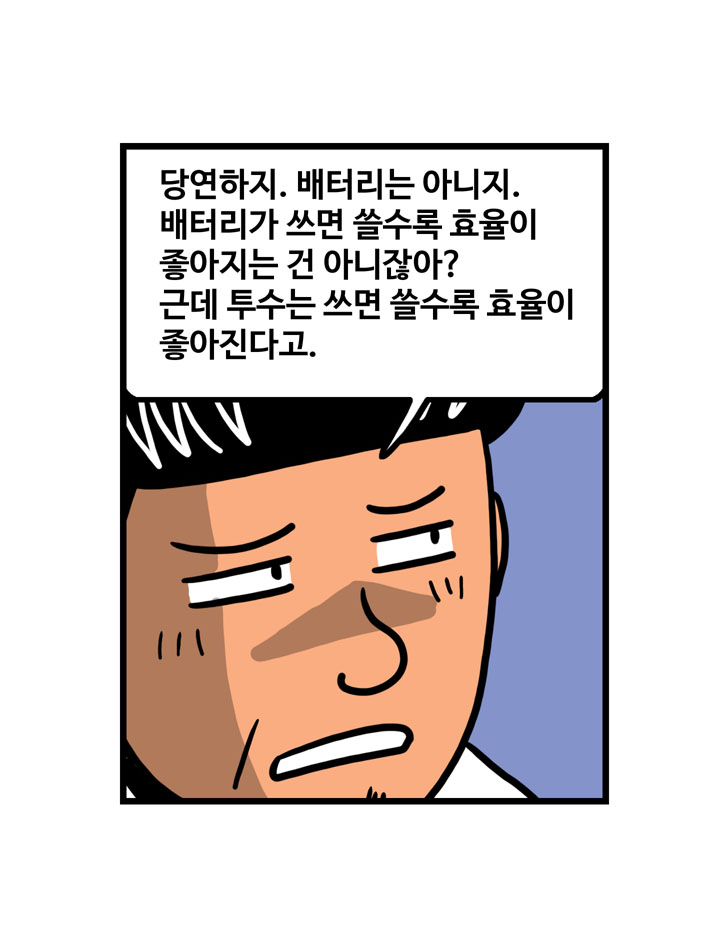 당연하지. 배터리는 아니지.
배터리가 쓰면 쓸수록 효율이
좋아지는 건 아니잖아?
근데 투수는 쓰면 쓸수록 효율이
좋아진다고.